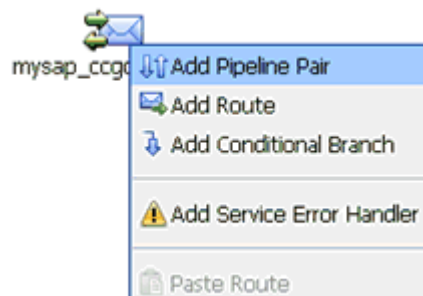 mysap_ccg
Add Pipeline Pair
Add Route
Add Conditional Branch
Add Service Error Handler
Paste Route